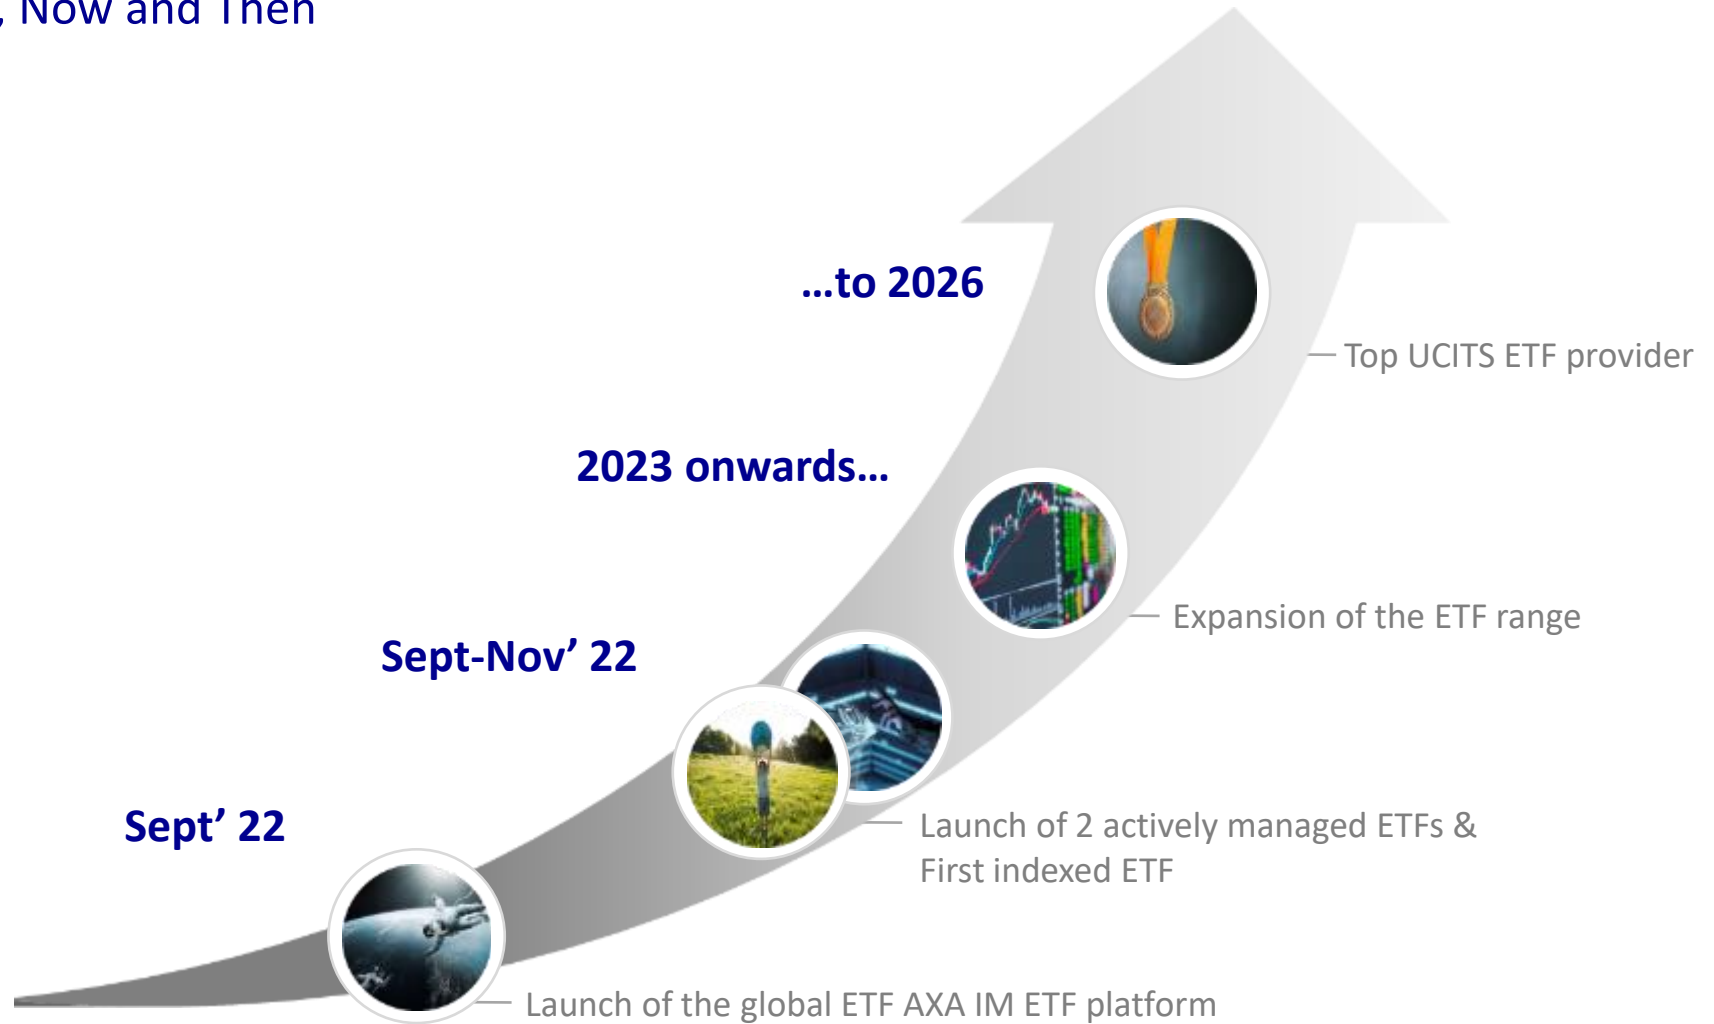 , Now and Then
…to 2026
Top UCITS ETF provider
2023 onwards…
Expansion of the ETF range
Sept-Nov’ 22
Launch of 2 actively managed ETFs &
First indexed ETF
Sept’ 22
Launch of the global ETF AXA IM ETF platform